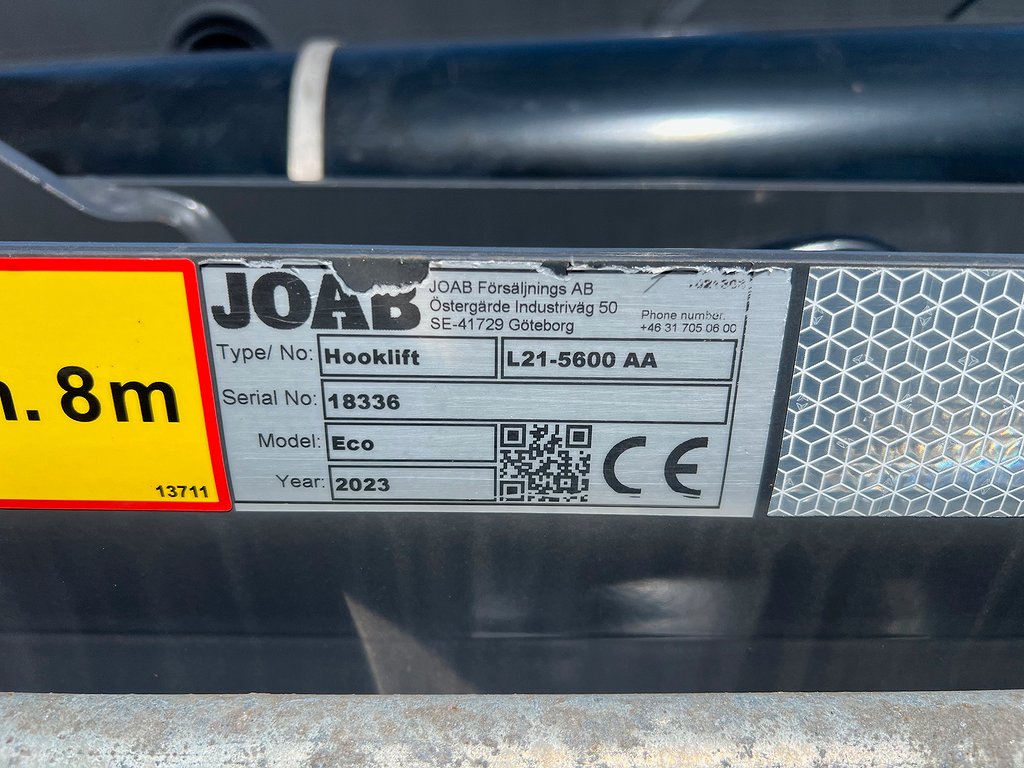 . 8m
13711
JOAB
JOAB Försäljnings AB
Östergärde Industriväg 50
SE-41729 Göteborg
Phone number.
+46 31 705 06 00
Type/ No: Hooklift L21-5600 AA
Serial No: 18336
Model: Eco
Year: 2023
CE